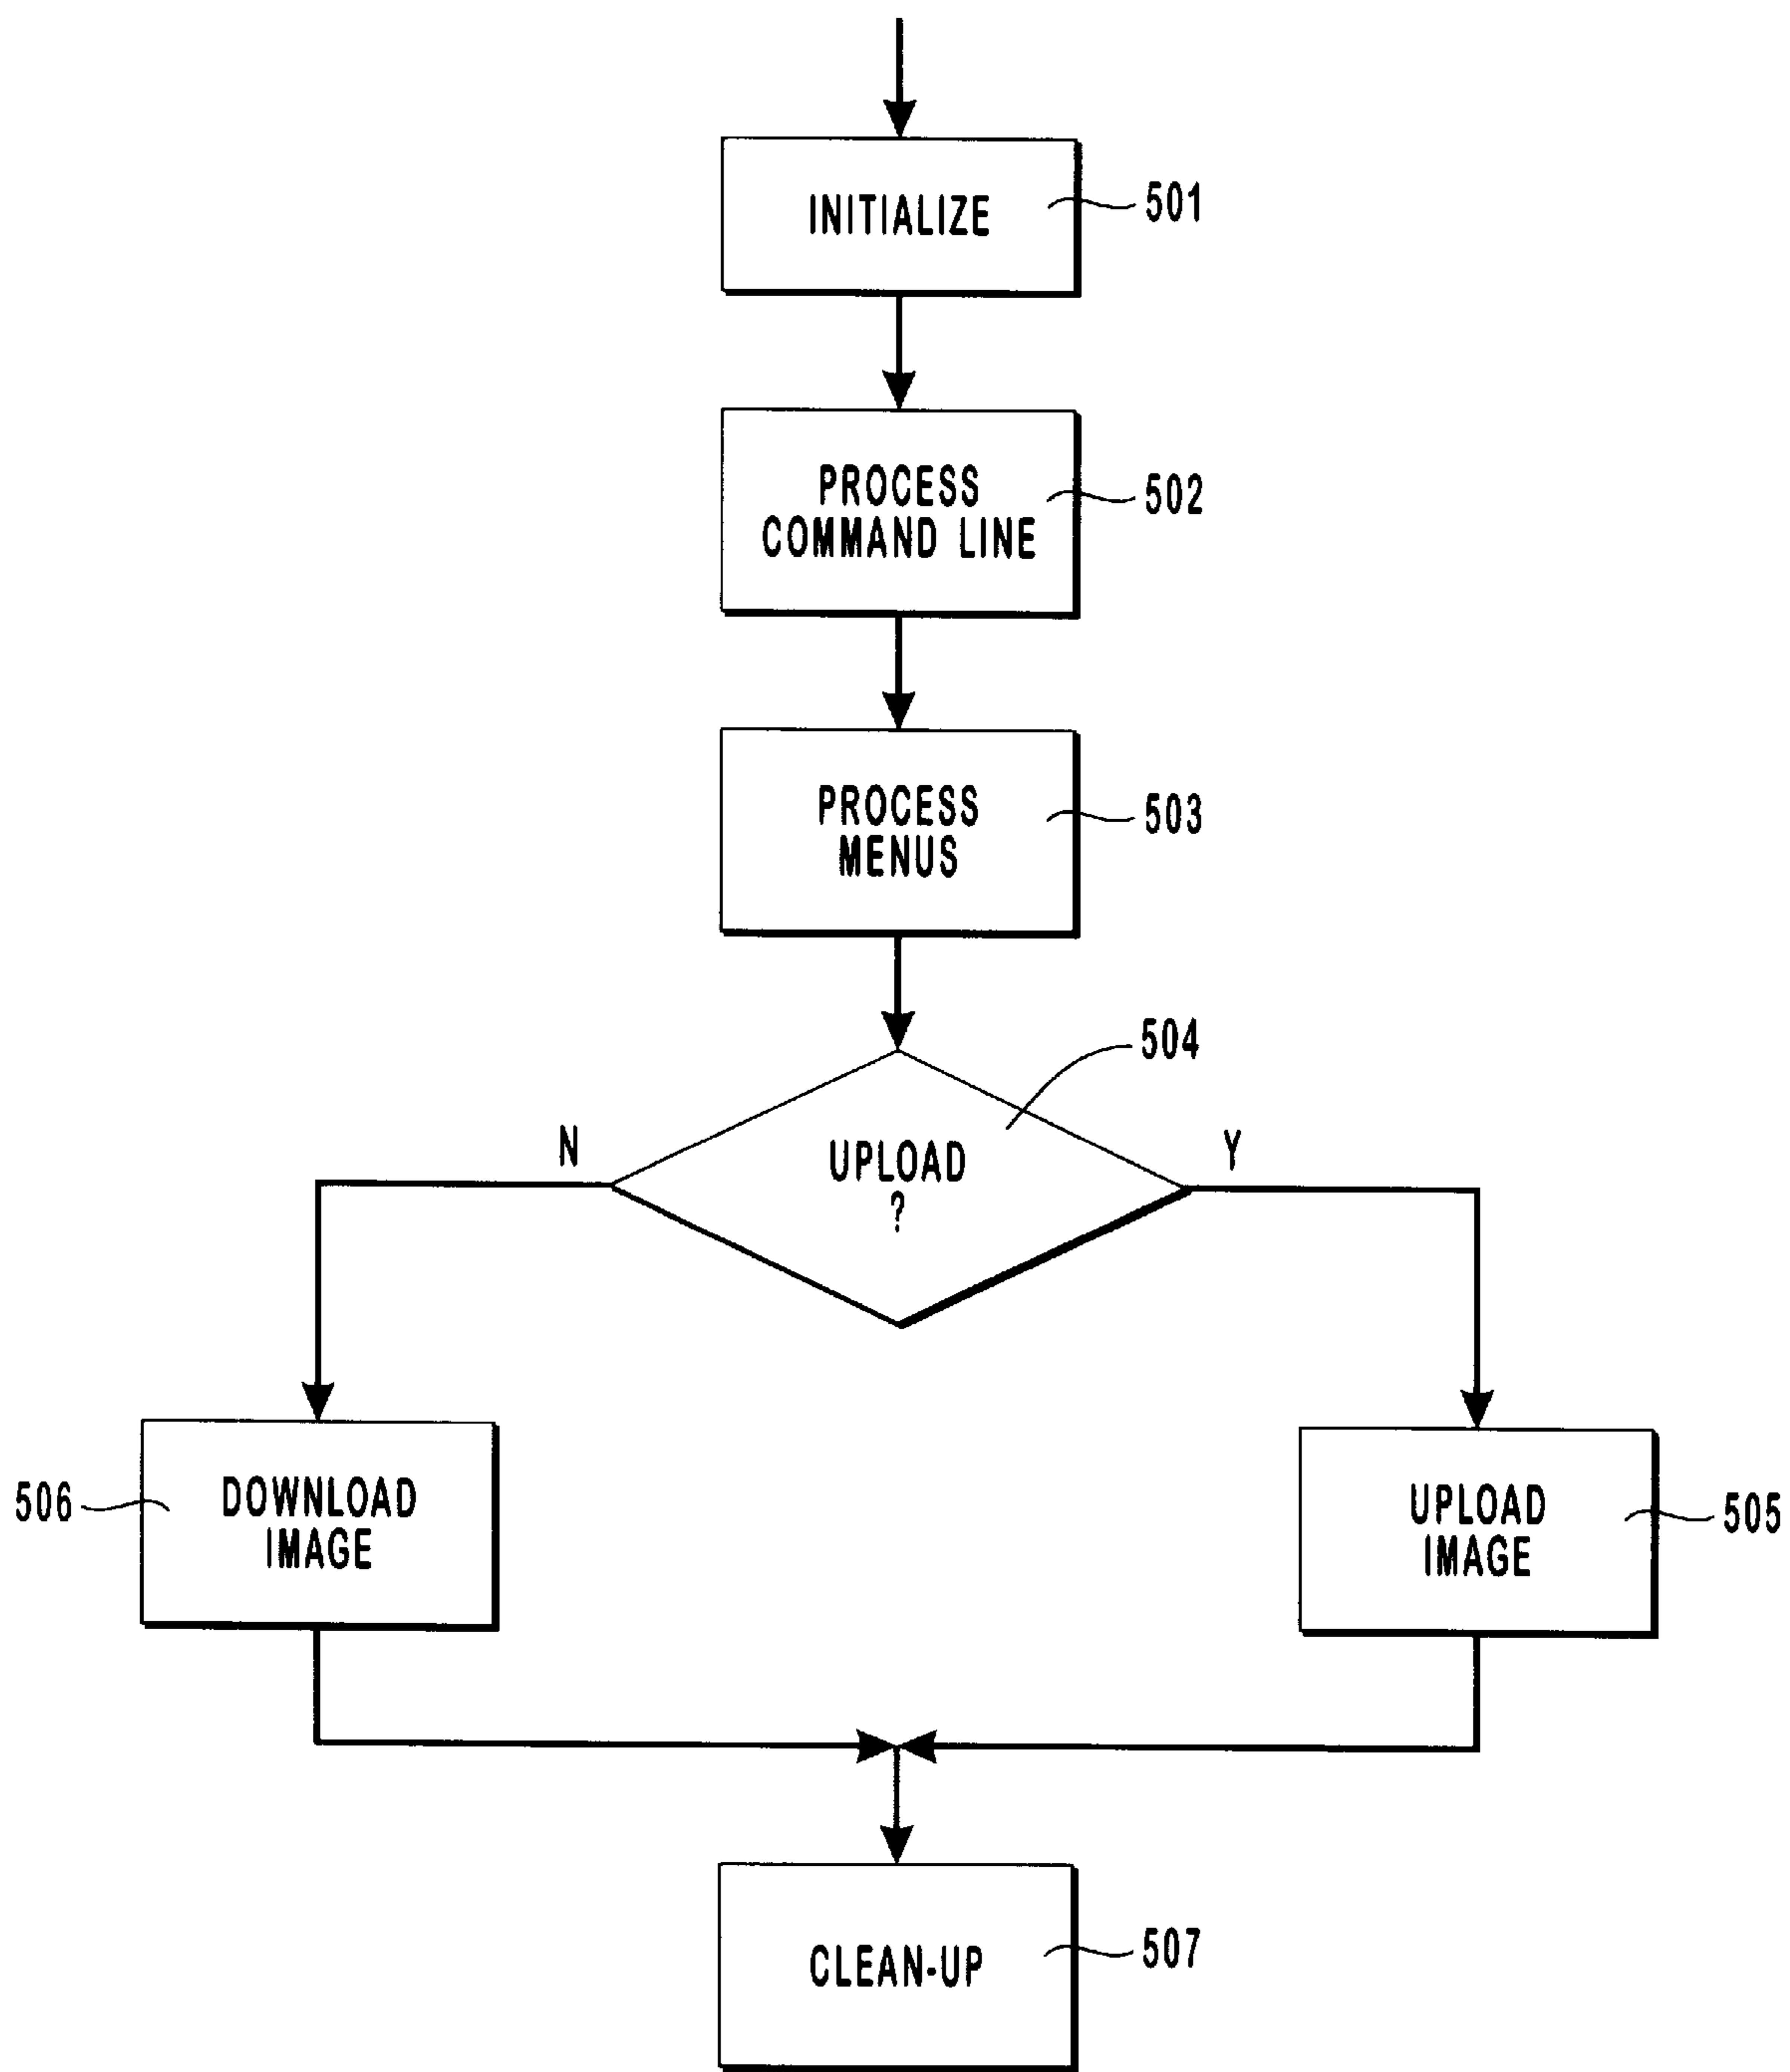 INITIALIZE
501
PROCESS
COMMAND LINE
502
PROCESS
MENUS
503
504
N
UPLOAD
?
Y
506
DOWNLOAD
IMAGE
UPLOAD
IMAGE
505
CLEAN-UP
507